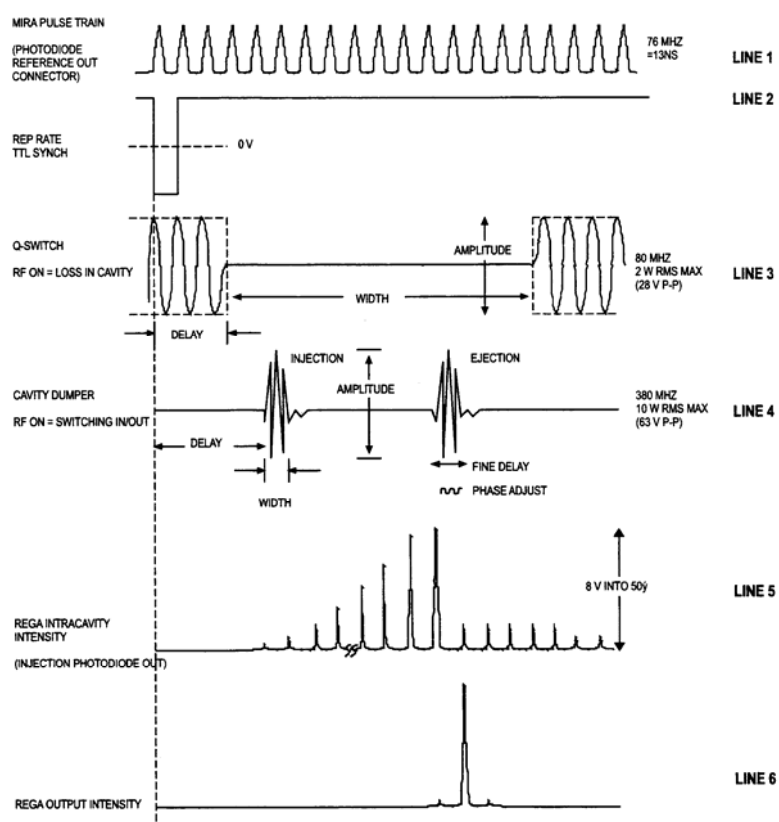 MIRA PULSE TRAIN
(PHOTODIODE
REFERENCE OUT
CONNECTOR)
76 MHZ
=13NS
LINE 1
LINE 2
REP RATE
TTL SYNCH
0 V
Q-SWITCH
RF ON = LOSS IN CAVITY
AMPLITUDE
WIDTH
DELAY
80 MHZ
2 W RMS MAX
(28 V P-P)
LINE 3
CAVITY DUMPER
RF ON = SWITCHING IN/OUT
INJECTION
AMPLITUDE
EJECTION
DELAY
WIDTH
FINE DELAY
PHASE ADJUST
380 MHZ
10 W RMS MAX
(63 V P-P)
LINE 4
REGA INTRACAVITY
INTENSITY
(INJECTION PHOTODIODE OUT)
8 V INTO 50ý
LINE 5
REGA OUTPUT INTENSITY
LINE 6